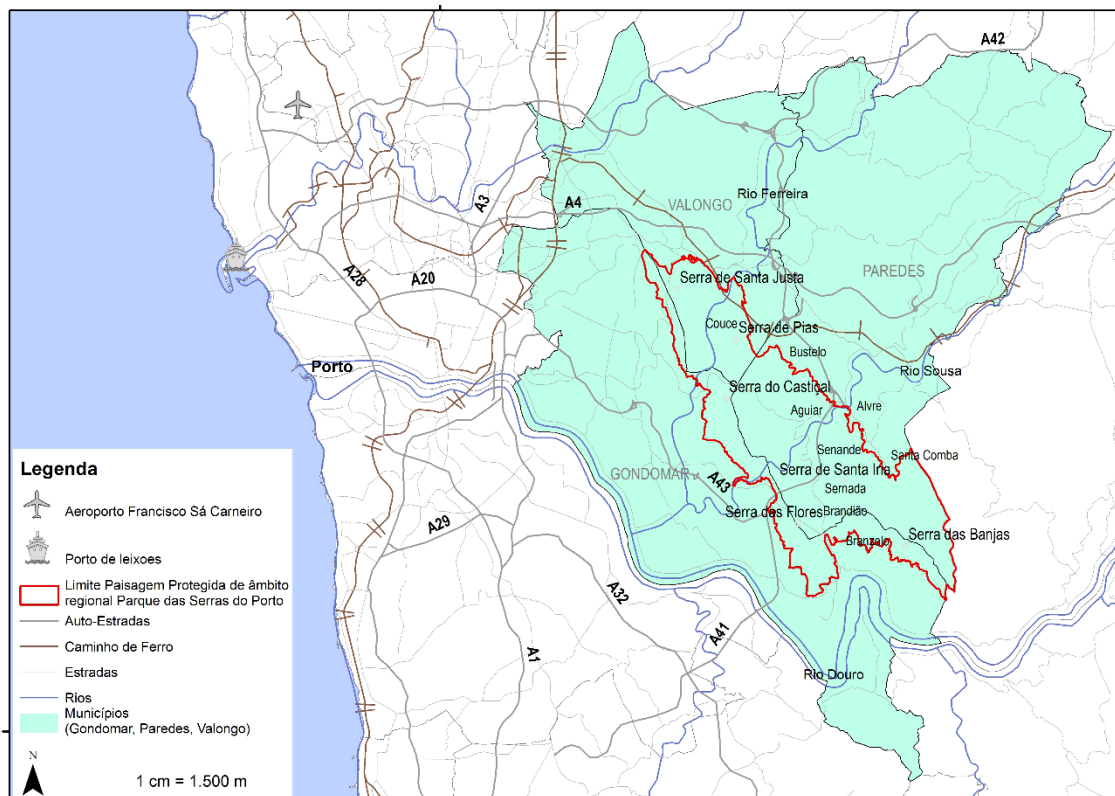 A42
Rio Ferreira
VALONGO
A3
A4
PAREDES
A28
A20
Serra de Santa Justa
Couce
Serra de Pias
Bustelo
Porto
Rio Sousa
Serra do Castiçal
Aguiar
Alvre
Senande
Santa Comba
GONDOMAR
A43
Serra de Santa Iria
Sernada
Serra das Flores
Brandião
A29
Serra das Banjas
Branzelo
A32
A41
A1
Rio Douro
Legenda
Aeroporto Francisco Sá Carneiro
Porto de leixoes
Limite Paisagem Protegida de âmbito
regional Parque das Serras do Porto
Auto-Estradas
Caminho de Ferro
Estradas
Rios
Municípios
(Gondomar, Paredes, Valongo)
N
1 cm = 1.500 m